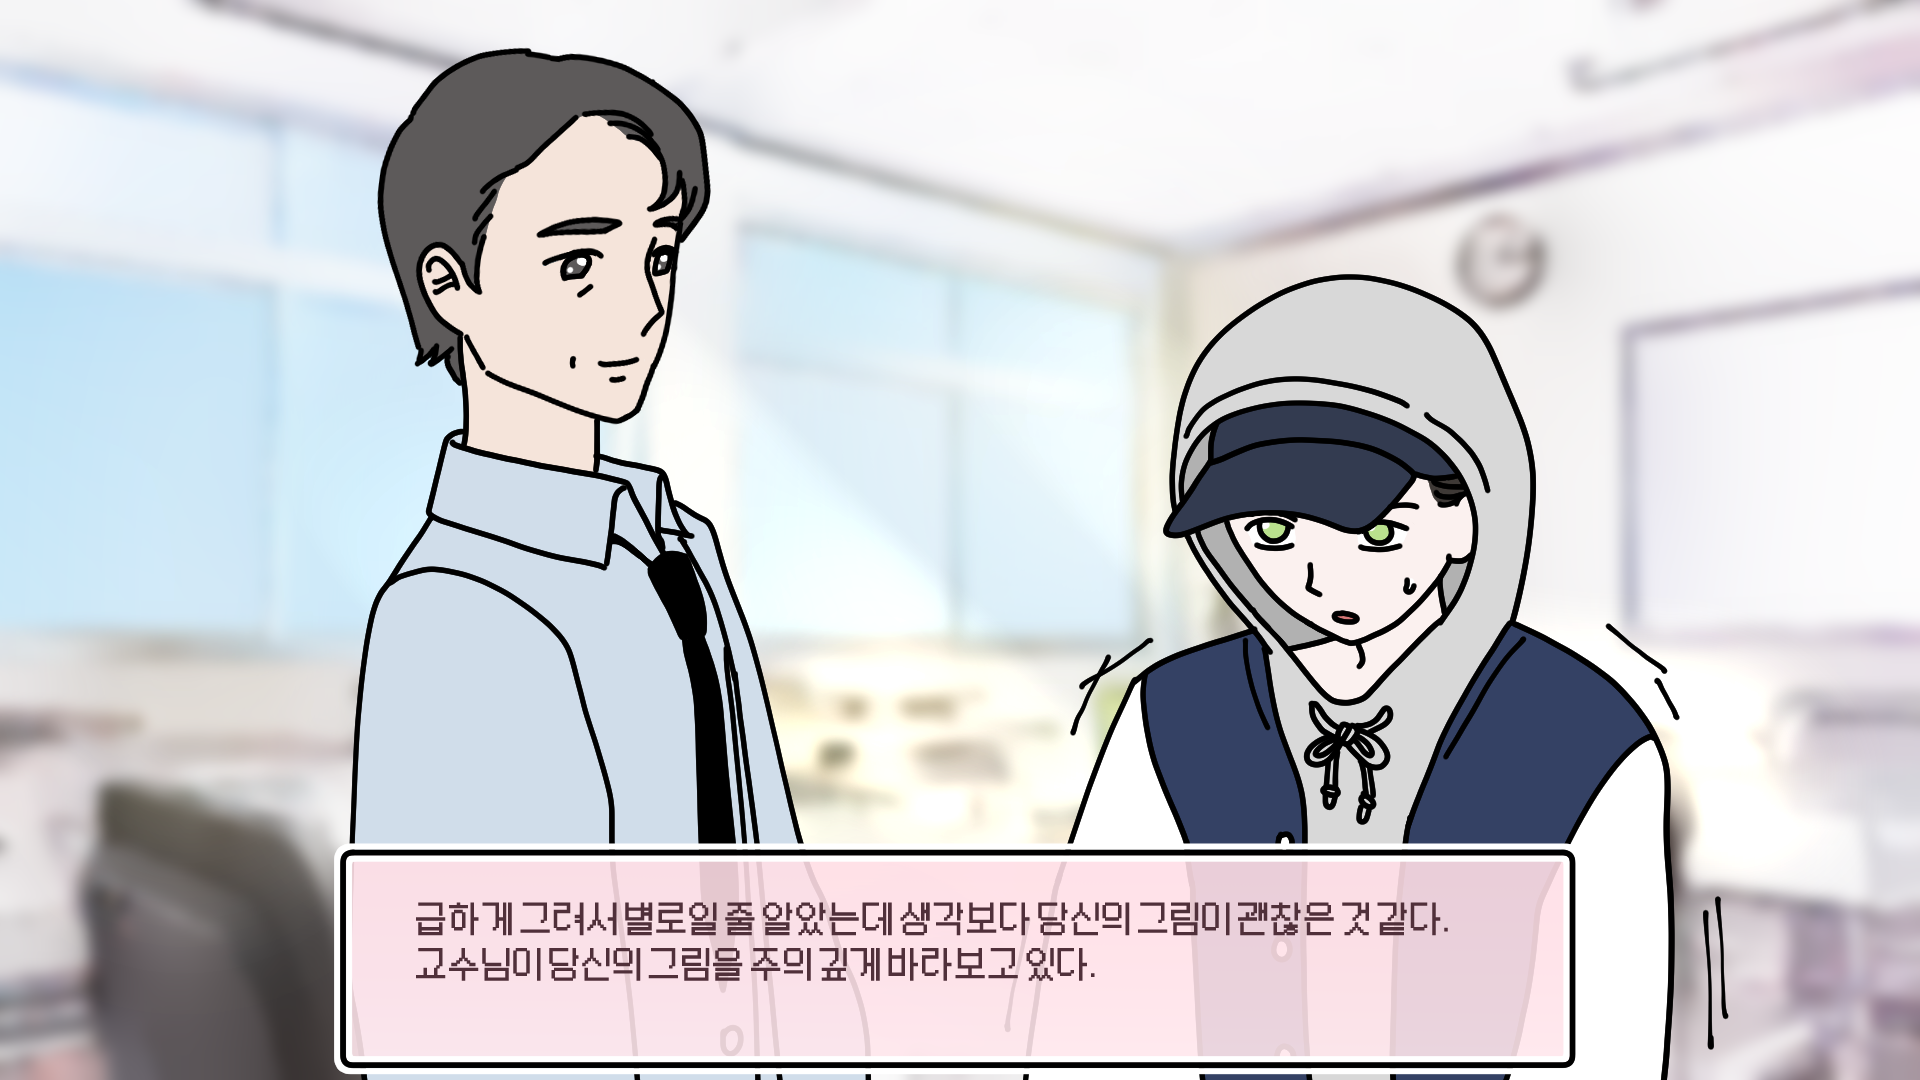 급하게 그려서 별로일 줄 알았는데 생각보다 당신의 그림이 괜찮은 것 같다.
교수님이 당신의 그림을 주의 깊게 바라보고 있다.